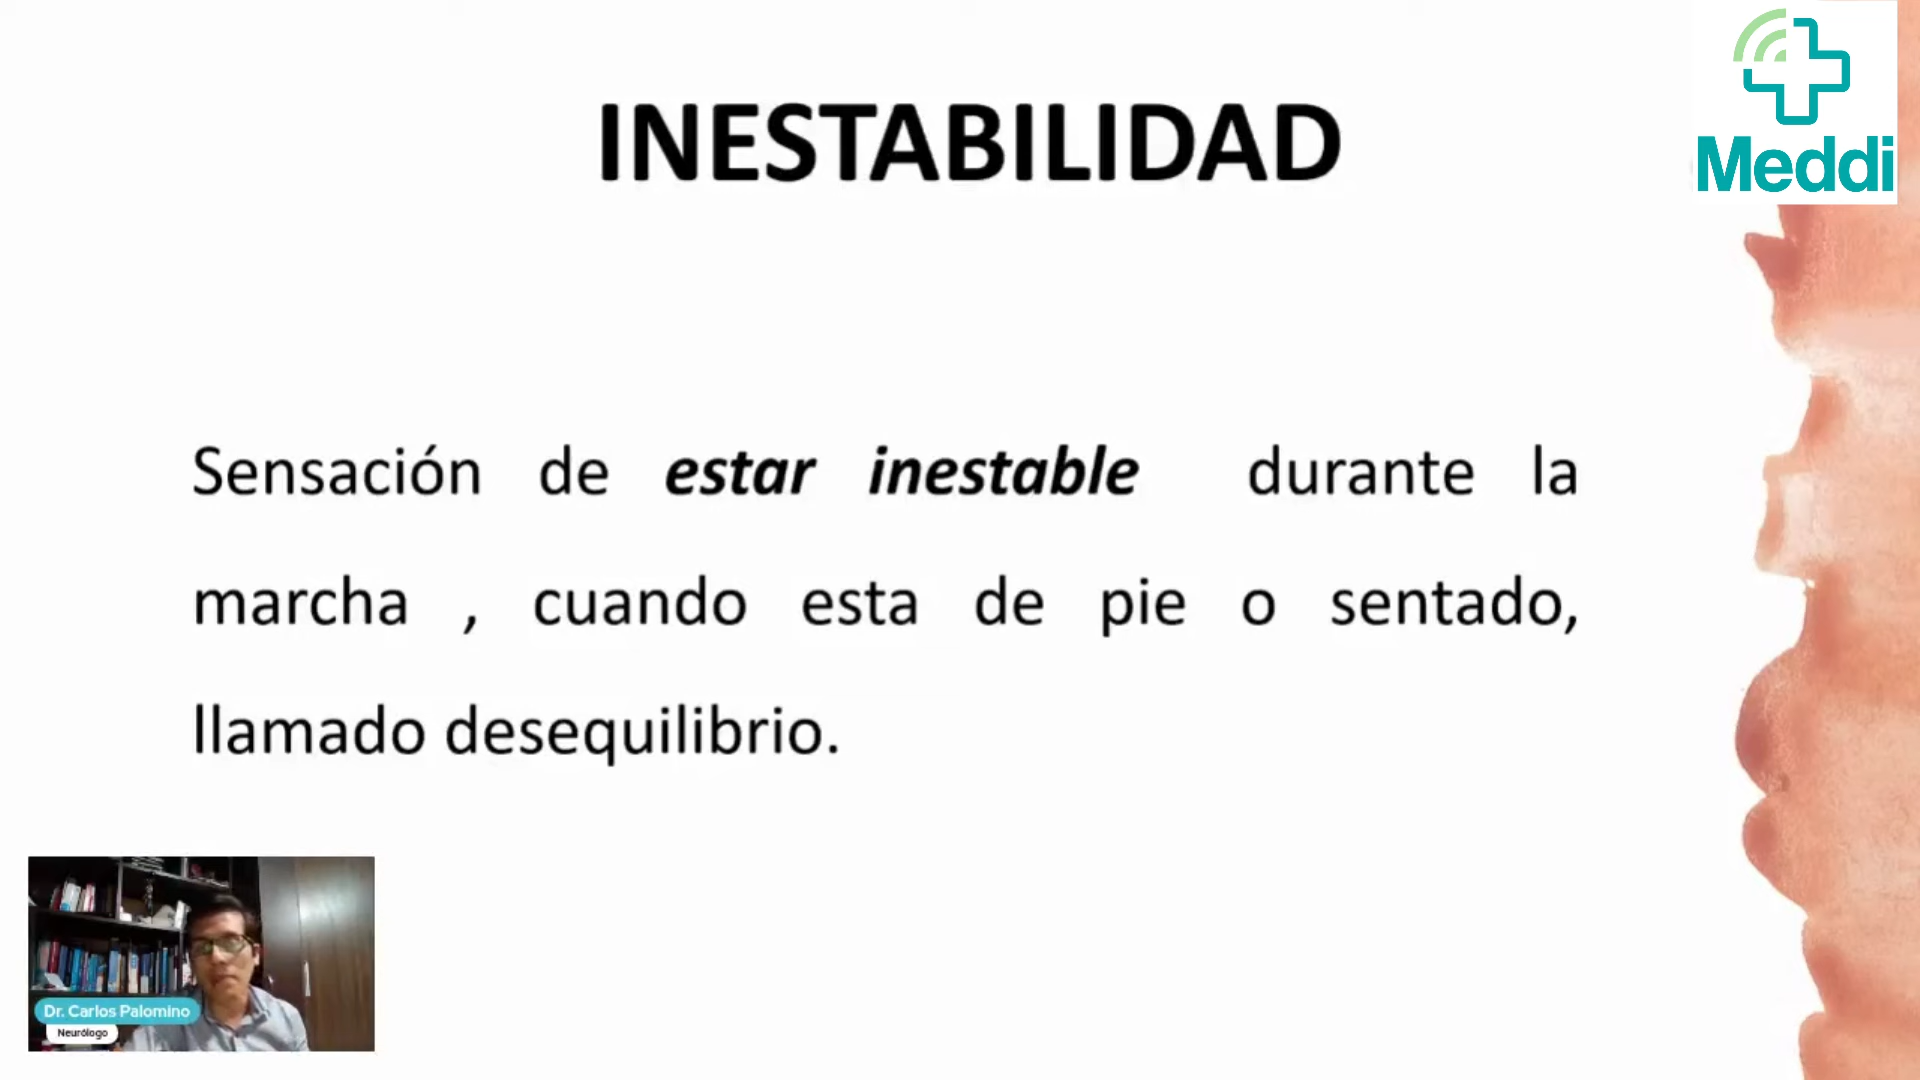 INESTABILIDAD
Meddi
Sensación de estar inestable durante la
marcha , cuando esta de pie o sentado,
llamado desequilibrio.
Dr. Carlos Palomino
Neurólogo